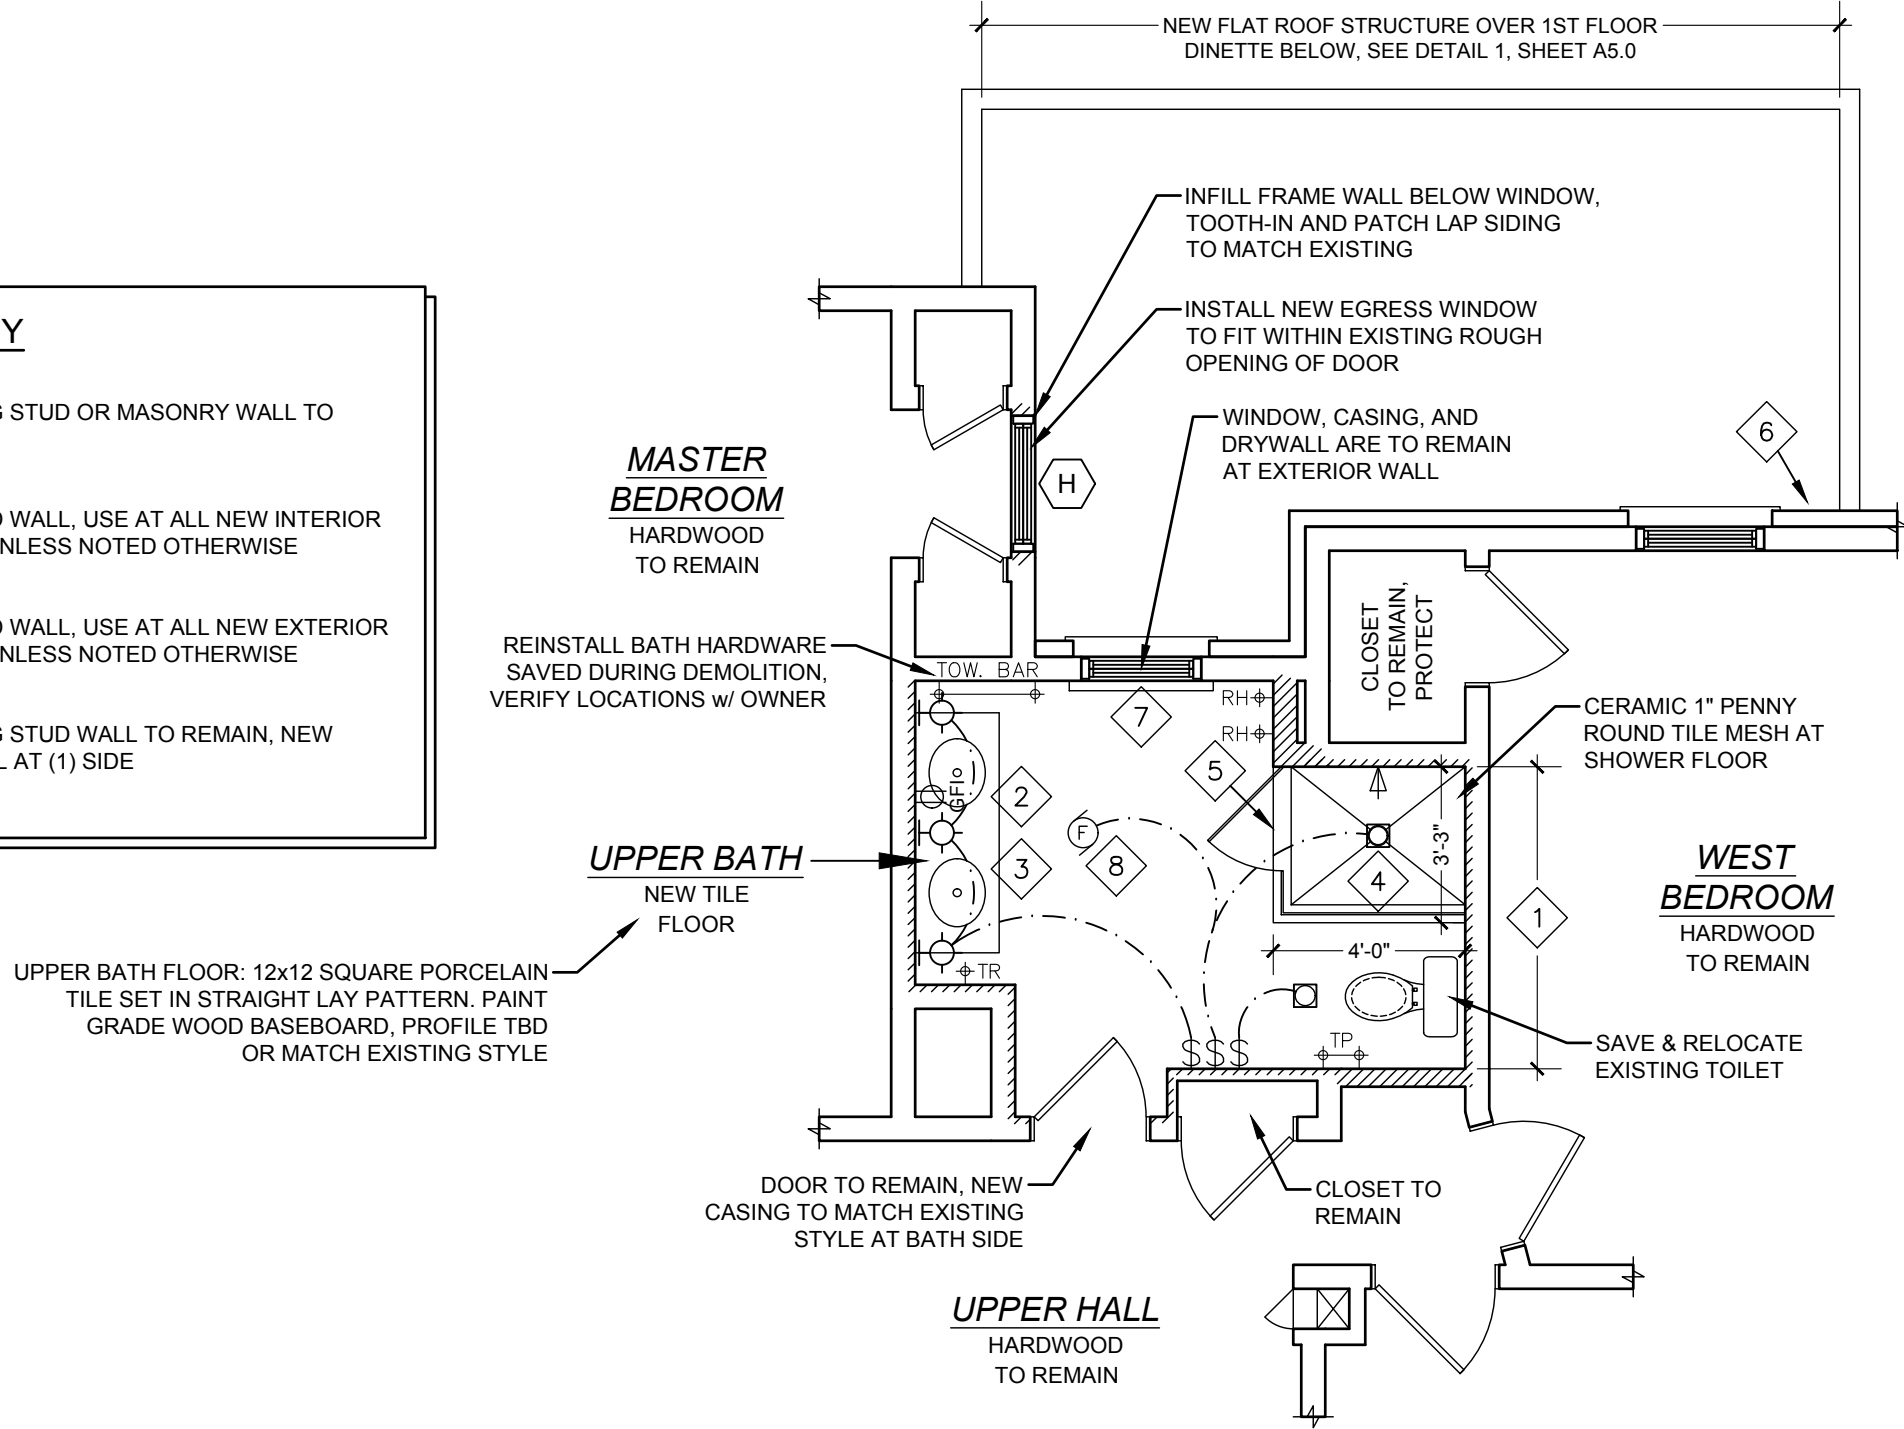 NEW FLAT ROOF STRUCTURE OVER 1ST FLOOR
DINETTE BELOW, SEE DETAIL 1, SHEET A5.0
INFILL FRAME WALL BELOW WINDOW,
TOOTH-IN AND PATCH LAP SIDING
TO MATCH EXISTING
INSTALL NEW EGRESS WINDOW
TO FIT WITHIN EXISTING ROUGH
OPENING OF DOOR
WINDOW, CASING, AND
DRYWALL ARE TO REMAIN
AT EXTERIOR WALL
6
H
Y
G STUD OR MASONRY WALL TO
D WALL, USE AT ALL NEW INTERIOR
NLESS NOTED OTHERWISE
D WALL, USE AT ALL NEW EXTERIOR
NLESS NOTED OTHERWISE
G STUD WALL TO REMAIN, NEW
L AT (1) SIDE
MASTER
BEDROOM
HARDWOOD
TO REMAIN
REINSTALL BATH HARDWARE
SAVED DURING DEMOLITION,
VERIFY LOCATIONS w/ OWNER
TOW. BAR
CLOSET
TO REMAIN,
PROTECT
RH
RH
7
5
CERAMIC 1" PENNY
ROUND TILE MESH AT
SHOWER FLOOR
GFI
2
3
F
8
4
3'-3"
1
4'-0"
UPPER BATH
NEW TILE
FLOOR
WEST
BEDROOM
HARDWOOD
TO REMAIN
UPPER BATH FLOOR: 12x12 SQUARE PORCELAIN
TILE SET IN STRAIGHT LAY PATTERN. PAINT
GRADE WOOD BASEBOARD, PROFILE TBD
OR MATCH EXISTING STYLE
TR
$$$
TP
SAVE & RELOCATE
EXISTING TOILET
DOOR TO REMAIN, NEW
CASING TO MATCH EXISTING
STYLE AT BATH SIDE
CLOSET TO
REMAIN
UPPER HALL
HARDWOOD
TO REMAIN